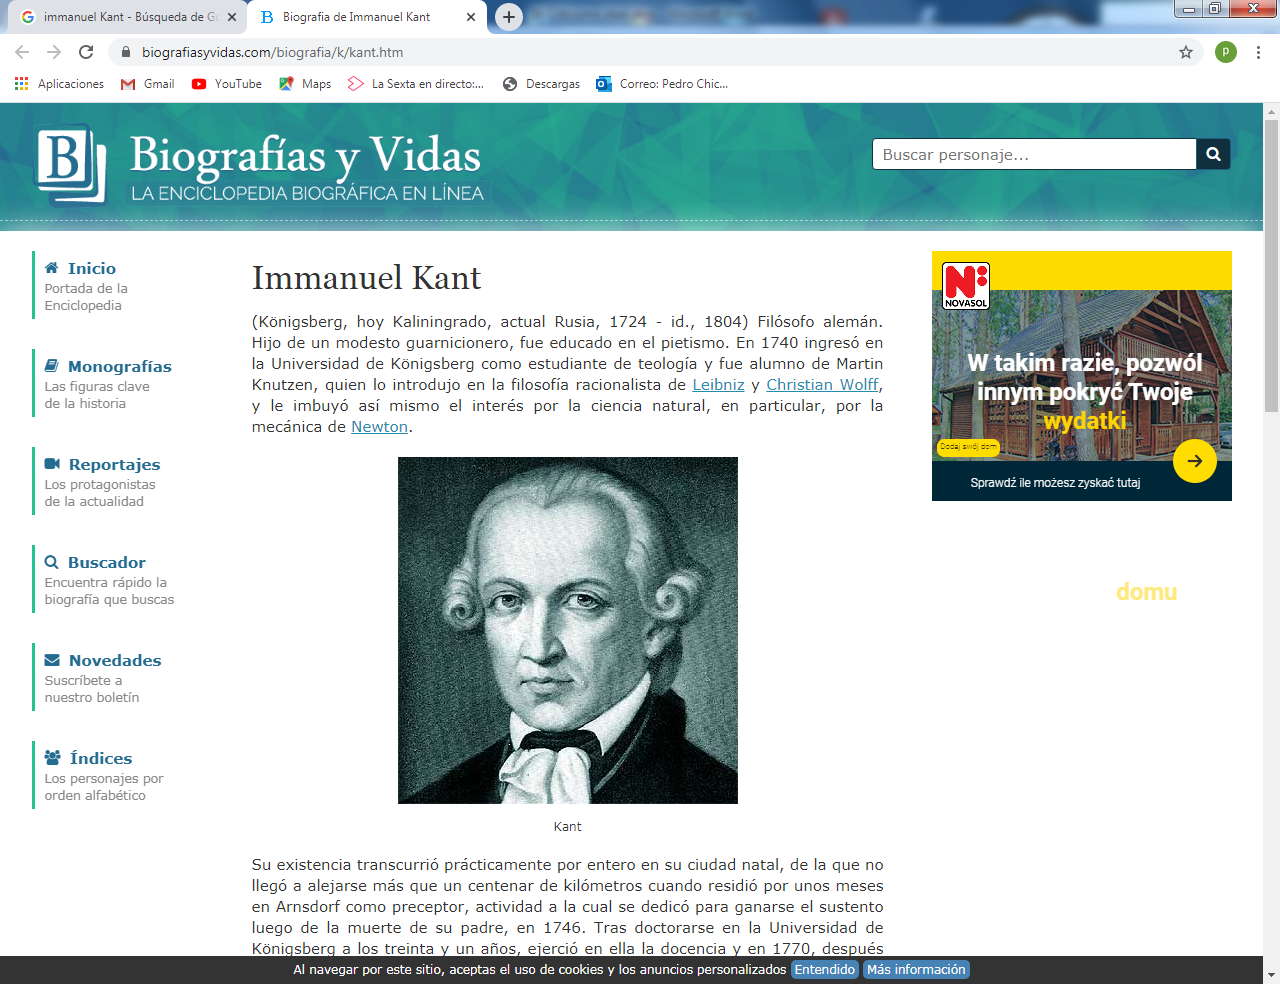 immanuel Kant - Búsqueda de Go
Biografia de Immanuel Kant
biografiasyvidas.com/biografia/k/kant.htm
P
Aplicaciones
Gmail
YouTube
Maps
La Sexta en directo:...
Descargas
Correo: Pedro Chic...
B
Biografías y Vidas
LA ENCICLOPEDIA BIOGRÁFICA EN LÍNEA
Buscar personaje...
Inicio
Portada de la
Enciclopedia
Monografías
Las figuras clave
de la historia
Reportajes
Los protagonistas
de la actualidad
Buscador
Encuentra rápido la
biografía que buscas
Novedades
Suscríbete a
nuestro boletín
Índices
Los personajes por
orden alfabético
Immanuel Kant
(Königsberg, hoy Kaliningrado, actual Rusia, 1724 - id., 1804) Filósofo alemán.
Hijo de un modesto guarnicionero, fue educado en el pietismo. En 1740 ingresó en
la Universidad de Königsberg como estudiante de teología y fue alumno de Martin
Knutzen, quien lo introdujo en la filosofía racionalista de Leibniz y Christian Wolff,
y le imbuyó así mismo el interés por la ciencia natural, en particular, por la
mecánica de Newton.
Kant
Su existencia transcurrió prácticamente por entero en su ciudad natal, de la que no
llegó a alejarse más que un centenar de kilómetros cuando residió por unos meses
en Arnsdorf como preceptor, actividad a la cual se dedicó para ganarse el sustento
luego de la muerte de su padre, en 1746. Tras doctorarse en la Universidad de
Königsberg a los treinta y un años, ejerció en ella la docencia y en 1770, después
N:
NOVASOL
W takim razie, pozwól
innym pokryć Twoje
wydatki
Dodaj swój dom
Sprawdź ile możesz zyskać tutaj
domu
Al navegar por este sitio, aceptas el uso de cookies y los anuncios personalizados Entendido Más información